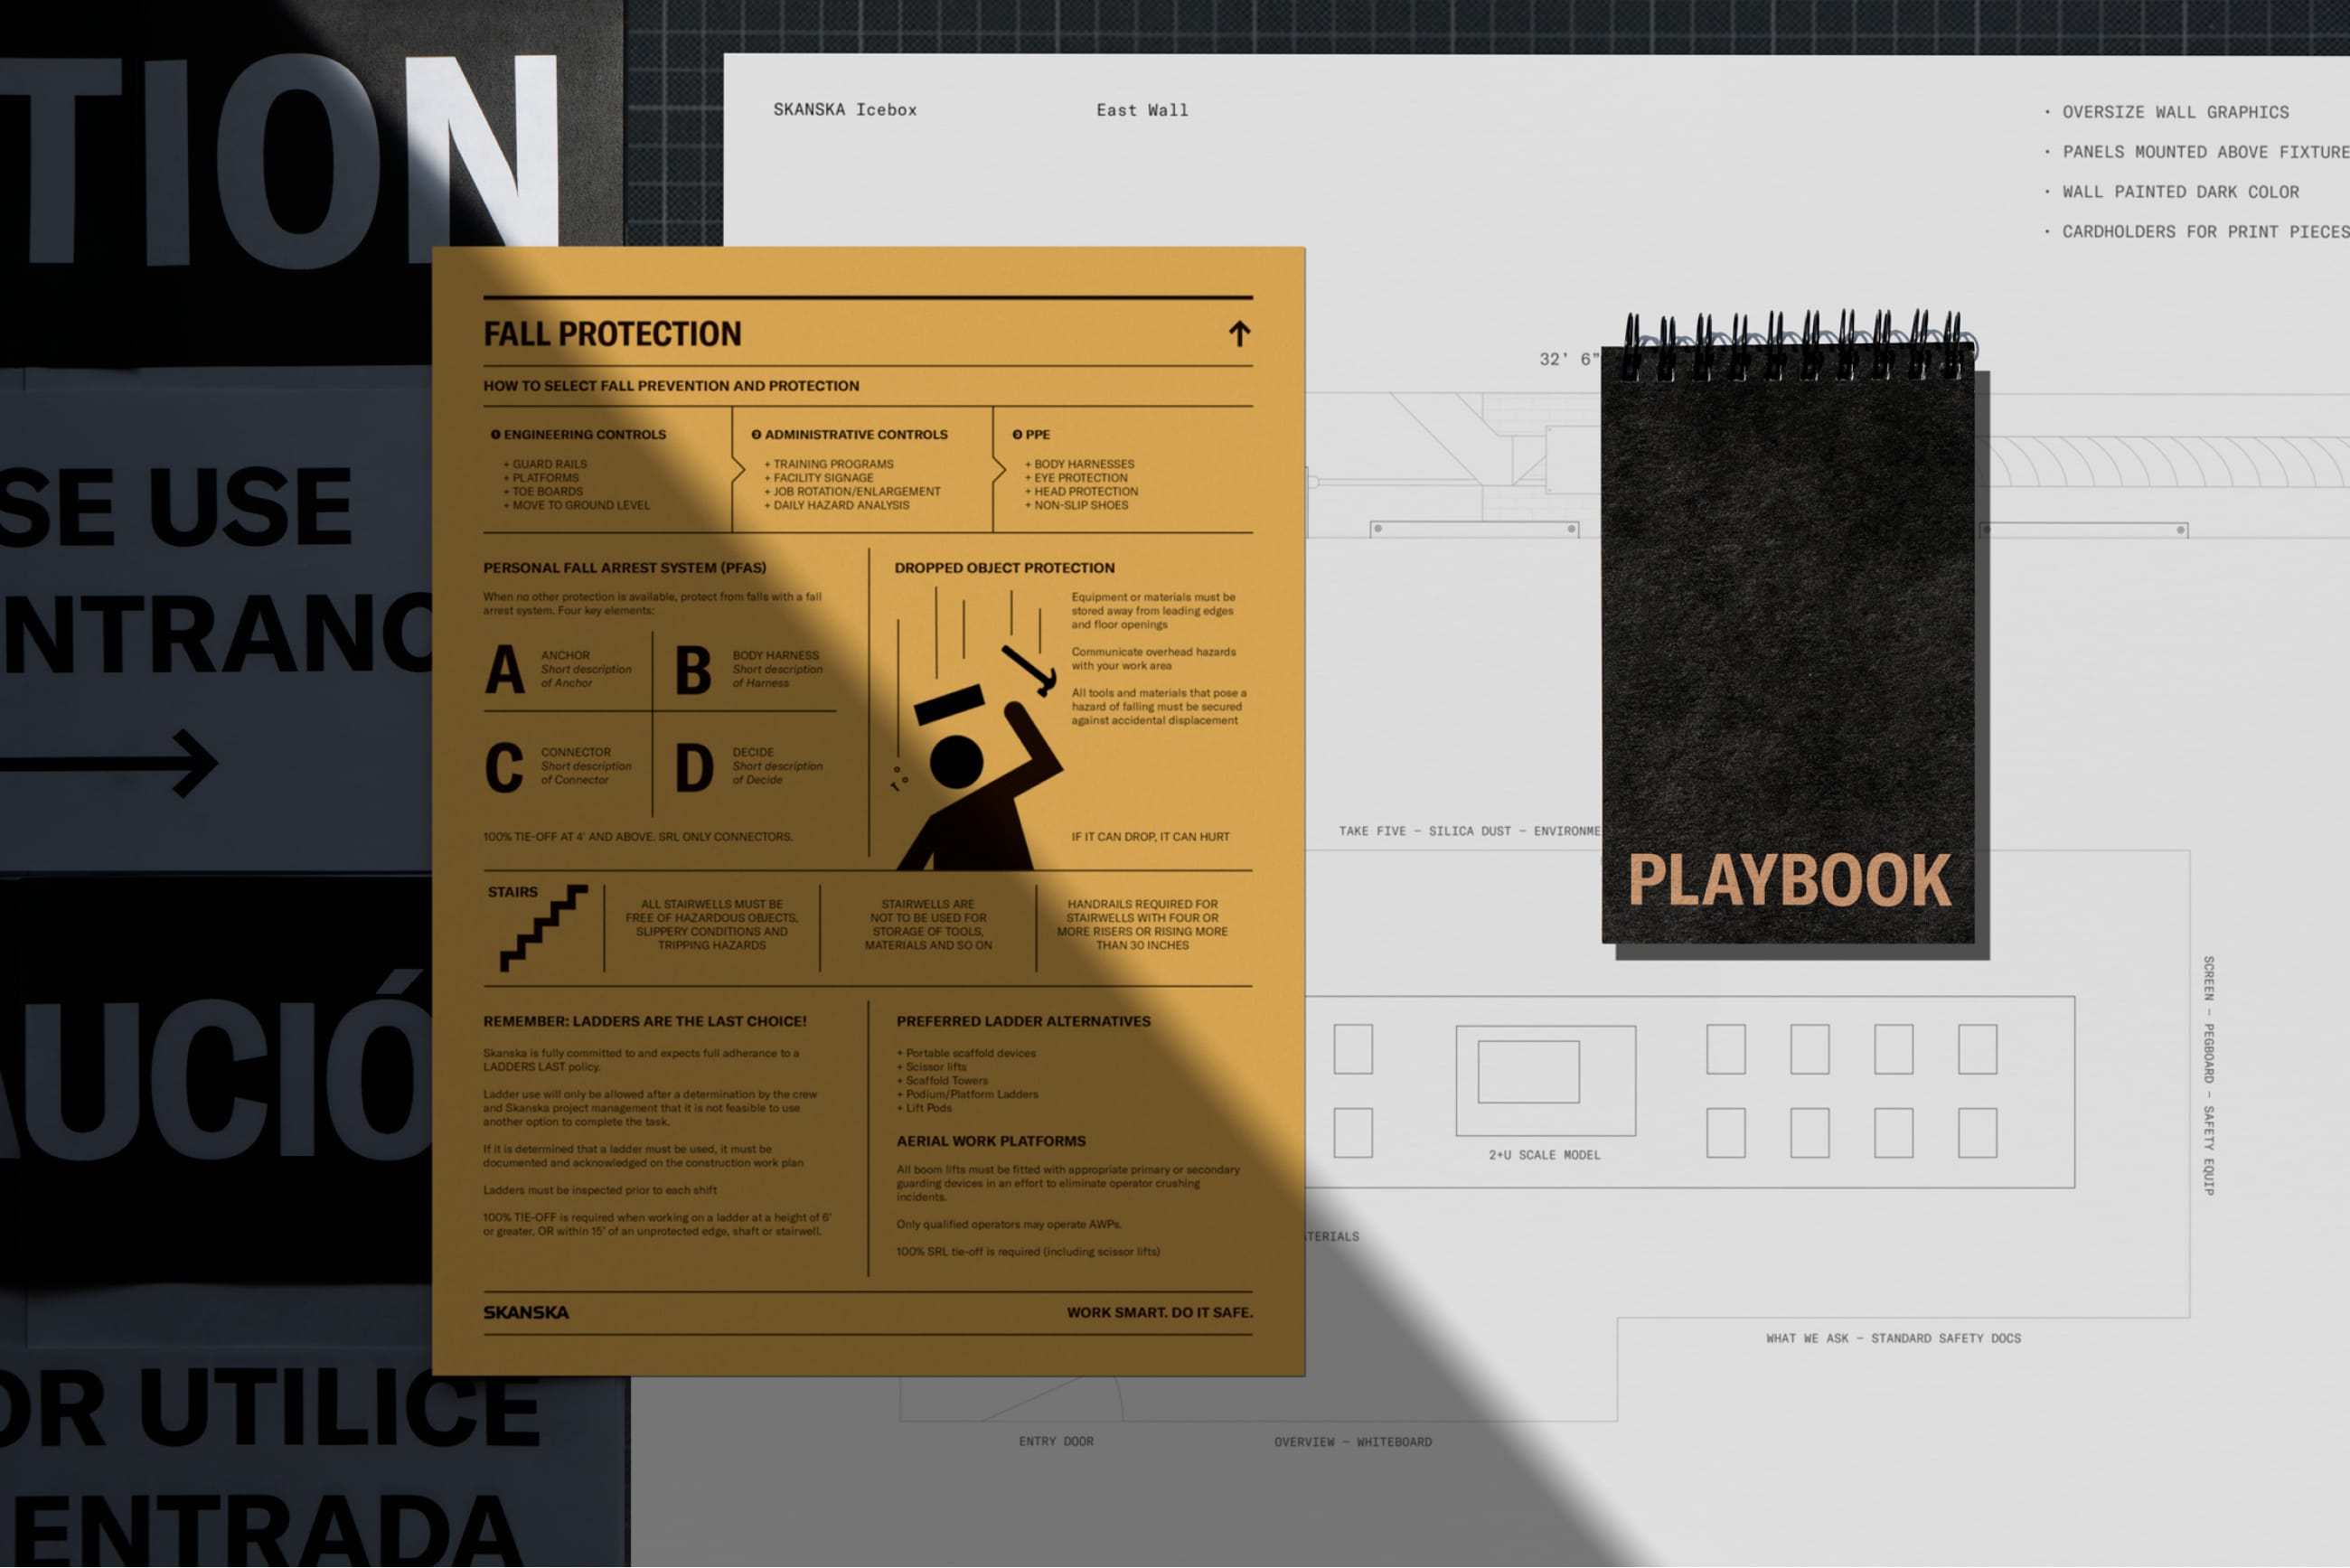 TION
SE USE
NTRANC
AUCIÓ
OR UTILICE
ENTRADA
SKANSKA Icebox
East Wall
· OVERSIZE WALL GRAPHICS
· PANELS MOUNTED ABOVE FIXTURE
· WALL PAINTED DARK COLOR
· CARDHOLDERS FOR PRINT PIECES
32' 6"
FALL PROTECTION
HOW TO SELECT FALL PREVENTION AND PROTECTION
1 ENGINEERING CONTROLS
+ GUARD RAILS
+ PLATFORMS
+ TOE BOARDS
+ MOVE TO GROUND LEVEL
2 ADMINISTRATIVE CONTROLS
+ TRAINING PROGRAMS
+ FACILITY SIGNAGE
+ JOB ROTATION/ENLARGEMENT
+ DAILY HAZARD ANALYSIS
3 PPE
+ BODY HARNESSES
+ EYE PROTECTION
+ HEAD PROTECTION
+ NON-SLIP SHOES
PERSONAL FALL ARREST SYSTEM (PFAS)
When no other protection is available, protect from falls with a fall
arrest system. Four key elements:
A
ANCHOR
Short description
of Anchor
B
BODY HARNESS
Short description
of Harness
C
CONNECTOR
Short description
of Connector
D
DECIDE
Short description
of Decide
100% TIE-OFF AT 4' AND ABOVE. SRL ONLY CONNECTORS.
DROPPED OBJECT PROTECTION
Equipment or materials must be
stored away from leading edges
and floor openings
Communicate overhead hazards
with your work area
All tools and materials that pose a
hazard of falling must be secured
against accidental displacement
IF IT CAN DROP, IT CAN HURT
STAIRS
ALL STAIRWELLS MUST BE
FREE OF HAZARDOUS OBJECTS,
SLIPPERY CONDITIONS AND
TRIPPING HAZARDS
STAIRWELLS ARE
NOT TO BE USED FOR
STORAGE OF TOOLS,
MATERIALS AND SO ON
HANDRAILS REQUIRED FOR
STAIRWELLS WITH FOUR OR
MORE RISERS OR RISING MORE
THAN 30 INCHES
REMEMBER: LADDERS ARE THE LAST CHOICE!
Skanska is fully committed to and expects full adherence to a
LADDERS LAST policy.
Ladder use will only be allowed after a determination by the crew
and Skanska project management that it is not feasible to use
another option to complete the task.
If it is determined that a ladder must be used, it must be
documented and acknowledged on the construction work plan
Ladders must be inspected prior to each shift
100% TIE-OFF is required when working on a ladder at a height of 6'
or greater, OR within 15' of an unprotected edge, shaft or stairwell.
PREFERRED LADDER ALTERNATIVES
+ Portable scaffold devices
+ Scissor lifts
+ Scaffold Towers
+ Podium/Platform Ladders
+ Lift Pods
AERIAL WORK PLATFORMS
All boom lifts must be fitted with appropriate primary or secondary
guarding devices in an effort to eliminate operator crushing
incidents.
Only qualified operators may operate AWPs.
100% SRL tie-off is required (including scissor lifts)
SKANSKA
WORK SMART. DO IT SAFE.
PLAYBOOK
TAKE FIVE – SILICA DUST – ENVIRONME
2+U SCALE MODEL
SCREEN – PEGBOARD – SAFETY EQUIP
TERIALS
WHAT WE ASK – STANDARD SAFETY DOCS
ENTRY DOOR
OVERVIEW – WHITEBOARD